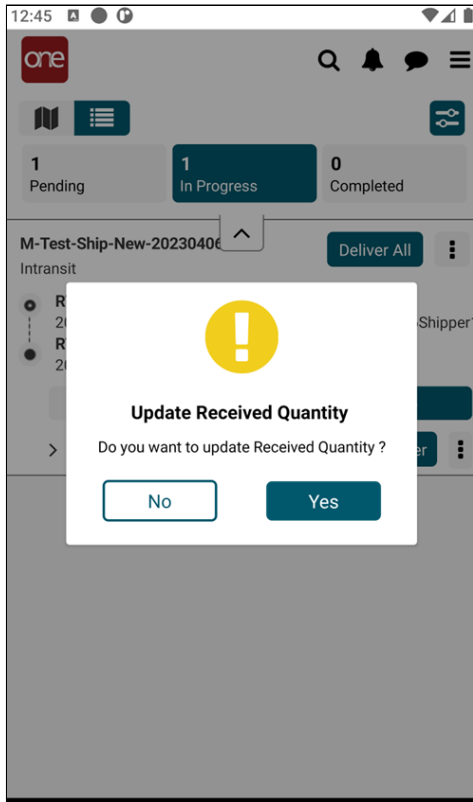 12:45
one
1
Pending
1
In Progress
0
Completed
M-Test-Ship-New-20230406
Deliver All
Intransit
Shipper
Update Received Quantity
Do you want to update Received Quantity ?
No
Yes